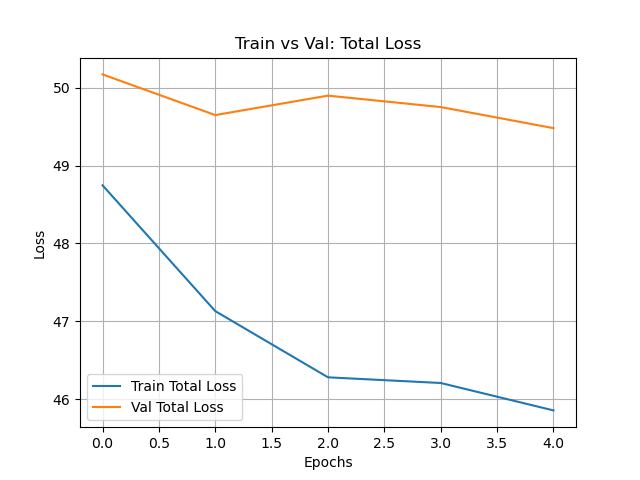 Train vs Val: Total Loss
50
49
48
47
46
Loss
Train Total Loss
Val Total Loss
0.0 0.5 1.0 1.5 2.0 2.5 3.0 3.5 4.0
Epochs